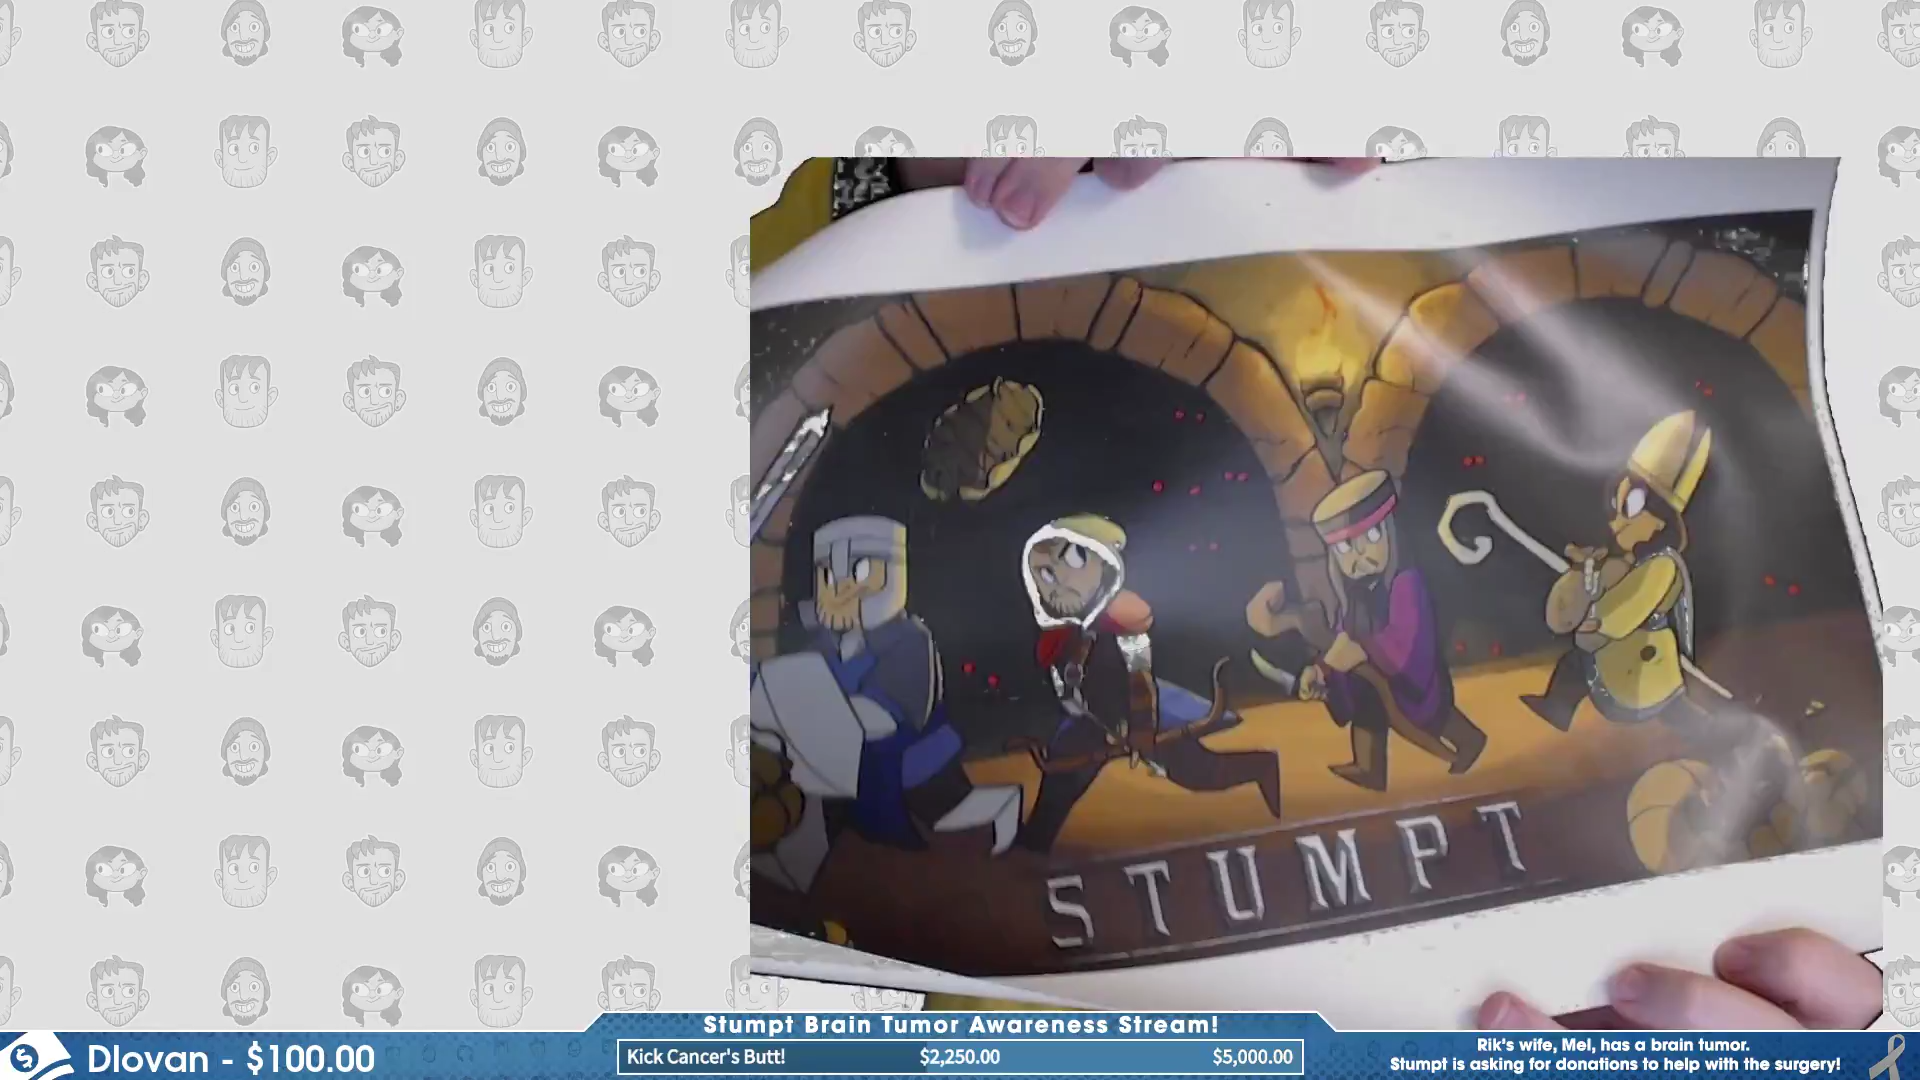 STUMPT
Stumpt Brain Tumor Awareness Stream!
Dlovan - $100.00
Kick Cancer's Butt! $2,250.00 $5,000.00
Rik's wife, Mel, has a brain tumor.
Stumpt is asking for donations to help with the surgery!